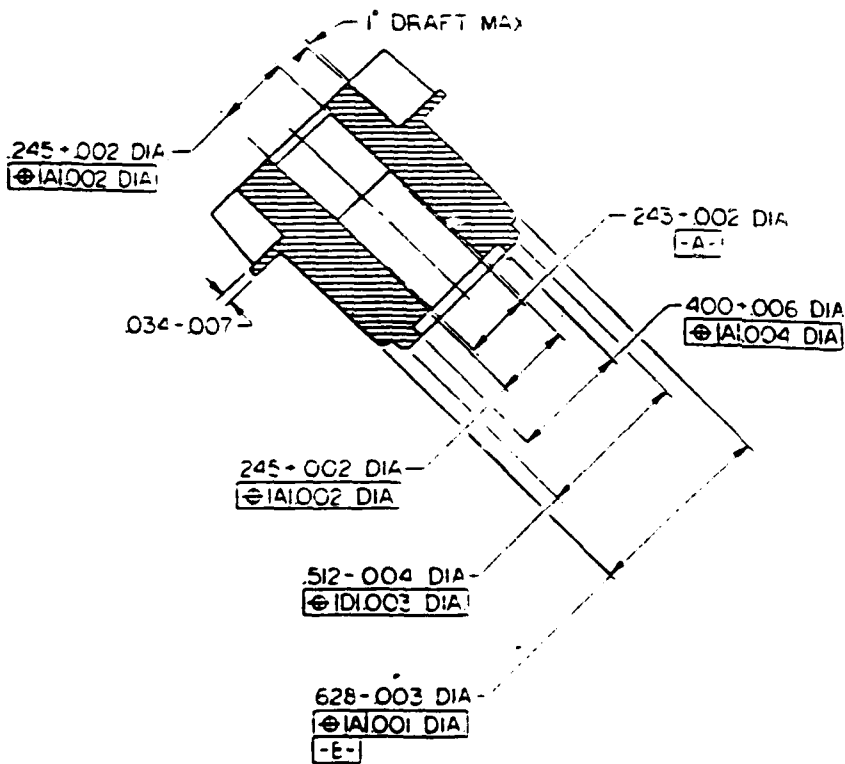 1° DRAFT MAX
.245+.002 DIA
⌖|A|.002 DIA
.243-.002 DIA
-A-
.034-.007
.400+.006 DIA
⌖|A|.004 DIA
.245+.002 DIA
⌖|A|.002 DIA
.512-.004 DIA
⌖|D|.003 DIA
.628-.003 DIA
⌖|A|.001 DIA
-E-